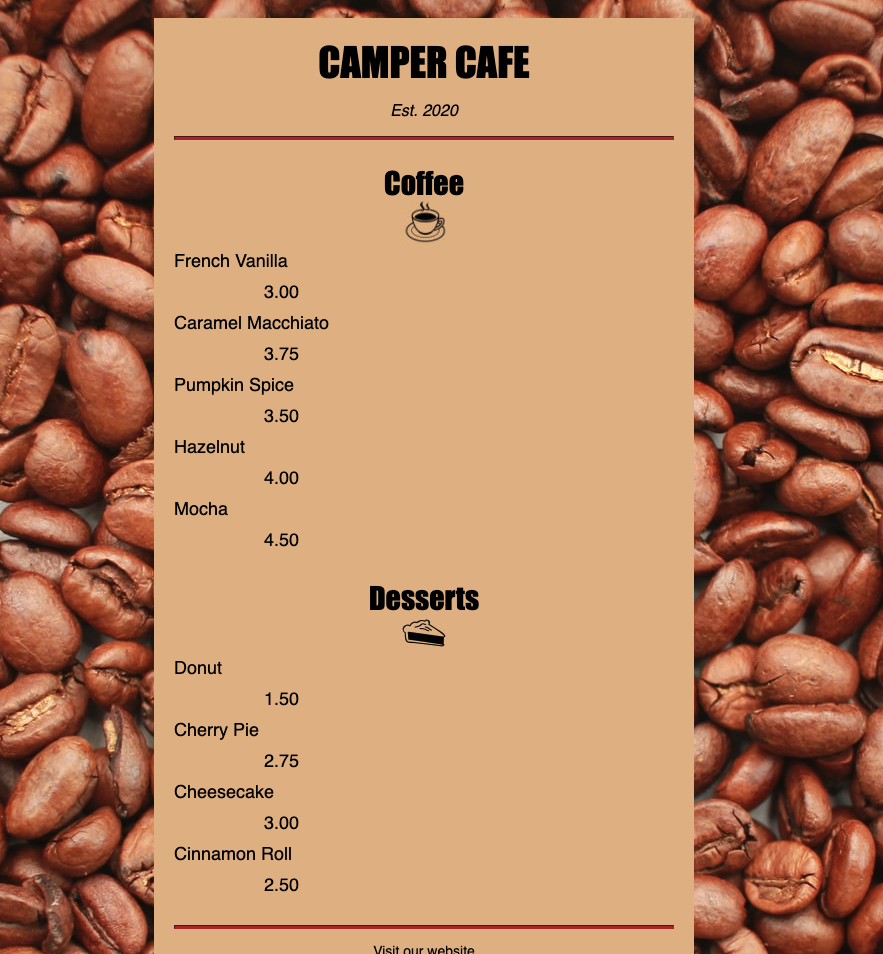 CAMPER CAFE
Est. 2020
Coffee
French Vanilla
3.00
Caramel Macchiato
3.75
Pumpkin Spice
3.50
Hazelnut
4.00
Mocha
4.50
Desserts
Donut
1.50
Cherry Pie
2.75
Cheesecake
3.00
Cinnamon Roll
2.50
Visit our website